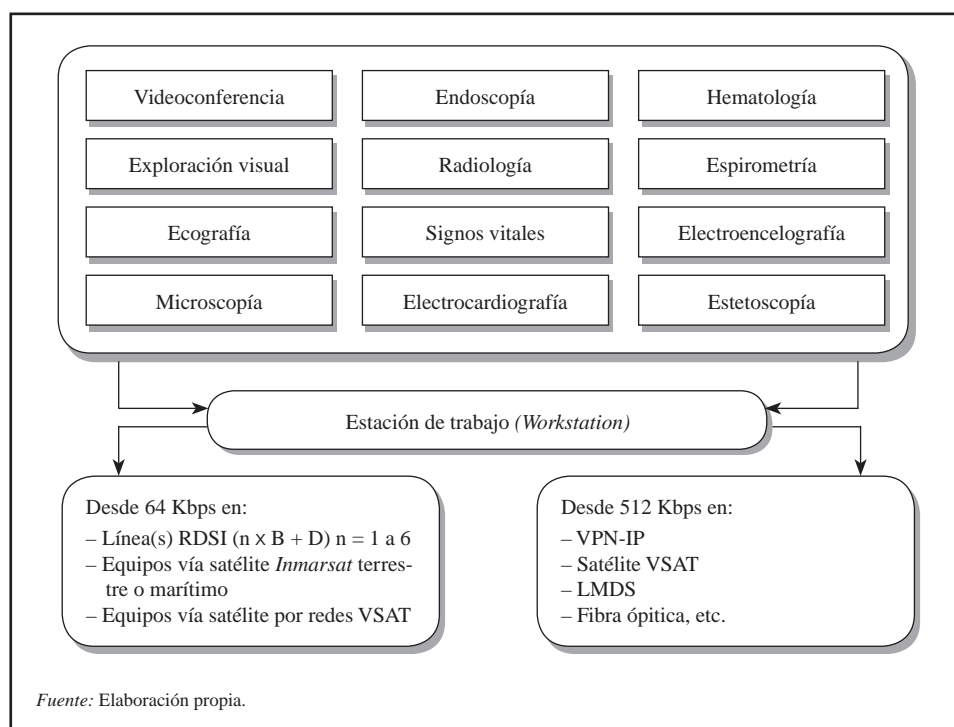 Videoconferencia
Endoscopía
Hematología
Exploración visual
Radiología
Espirometría
Ecografía
Signos vitales
Electroencelografía
Microscopía
Electrocardiografía
Estetoscopía
Estación de trabajo (Workstation)
Desde 64 Kbps en:
– Línea(s) RDSI (n x B + D) n = 1 a 6
– Equipos vía satélite Inmarsat terres-
tre o marítimo
– Equipos vía satélite por redes VSAT
Desde 512 Kbps en:
– VPN-IP
– Satélite VSAT
– LMDS
– Fibra ópitica, etc.
Fuente: Elaboración propia.